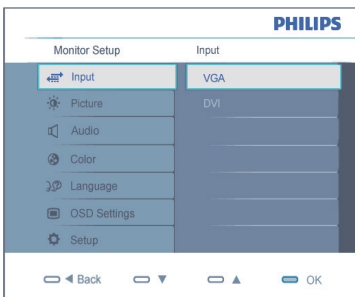 PHILIPS
Monitor Setup Input
Input VGA
Picture DVI
Audio
Color
Language
OSD Settings
Setup
Back OK